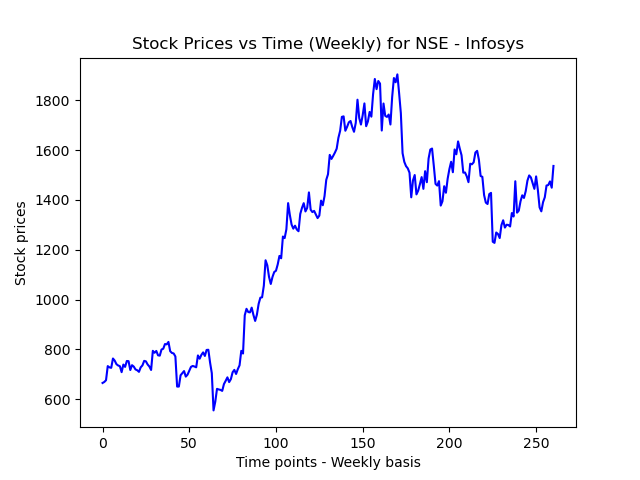 Stock Prices vs Time (Weekly) for NSE - Infosys
Stock prices
1800
1600
1400
1200
1000
800
600
0 50 100 150 200 250
Time points - Weekly basis